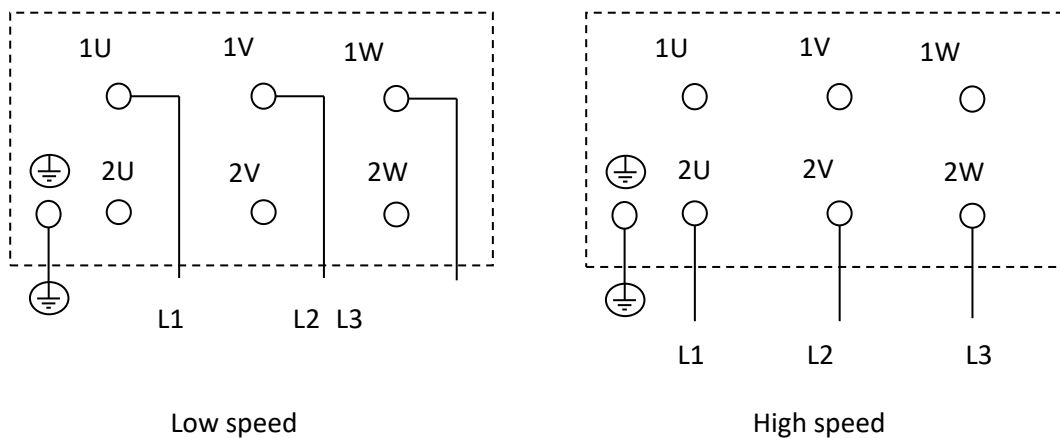 1U 1V 1W
2U 2V 2W
L1 L2 L3
Low speed
1U 1V 1W
2U 2V 2W
L1 L2 L3
High speed